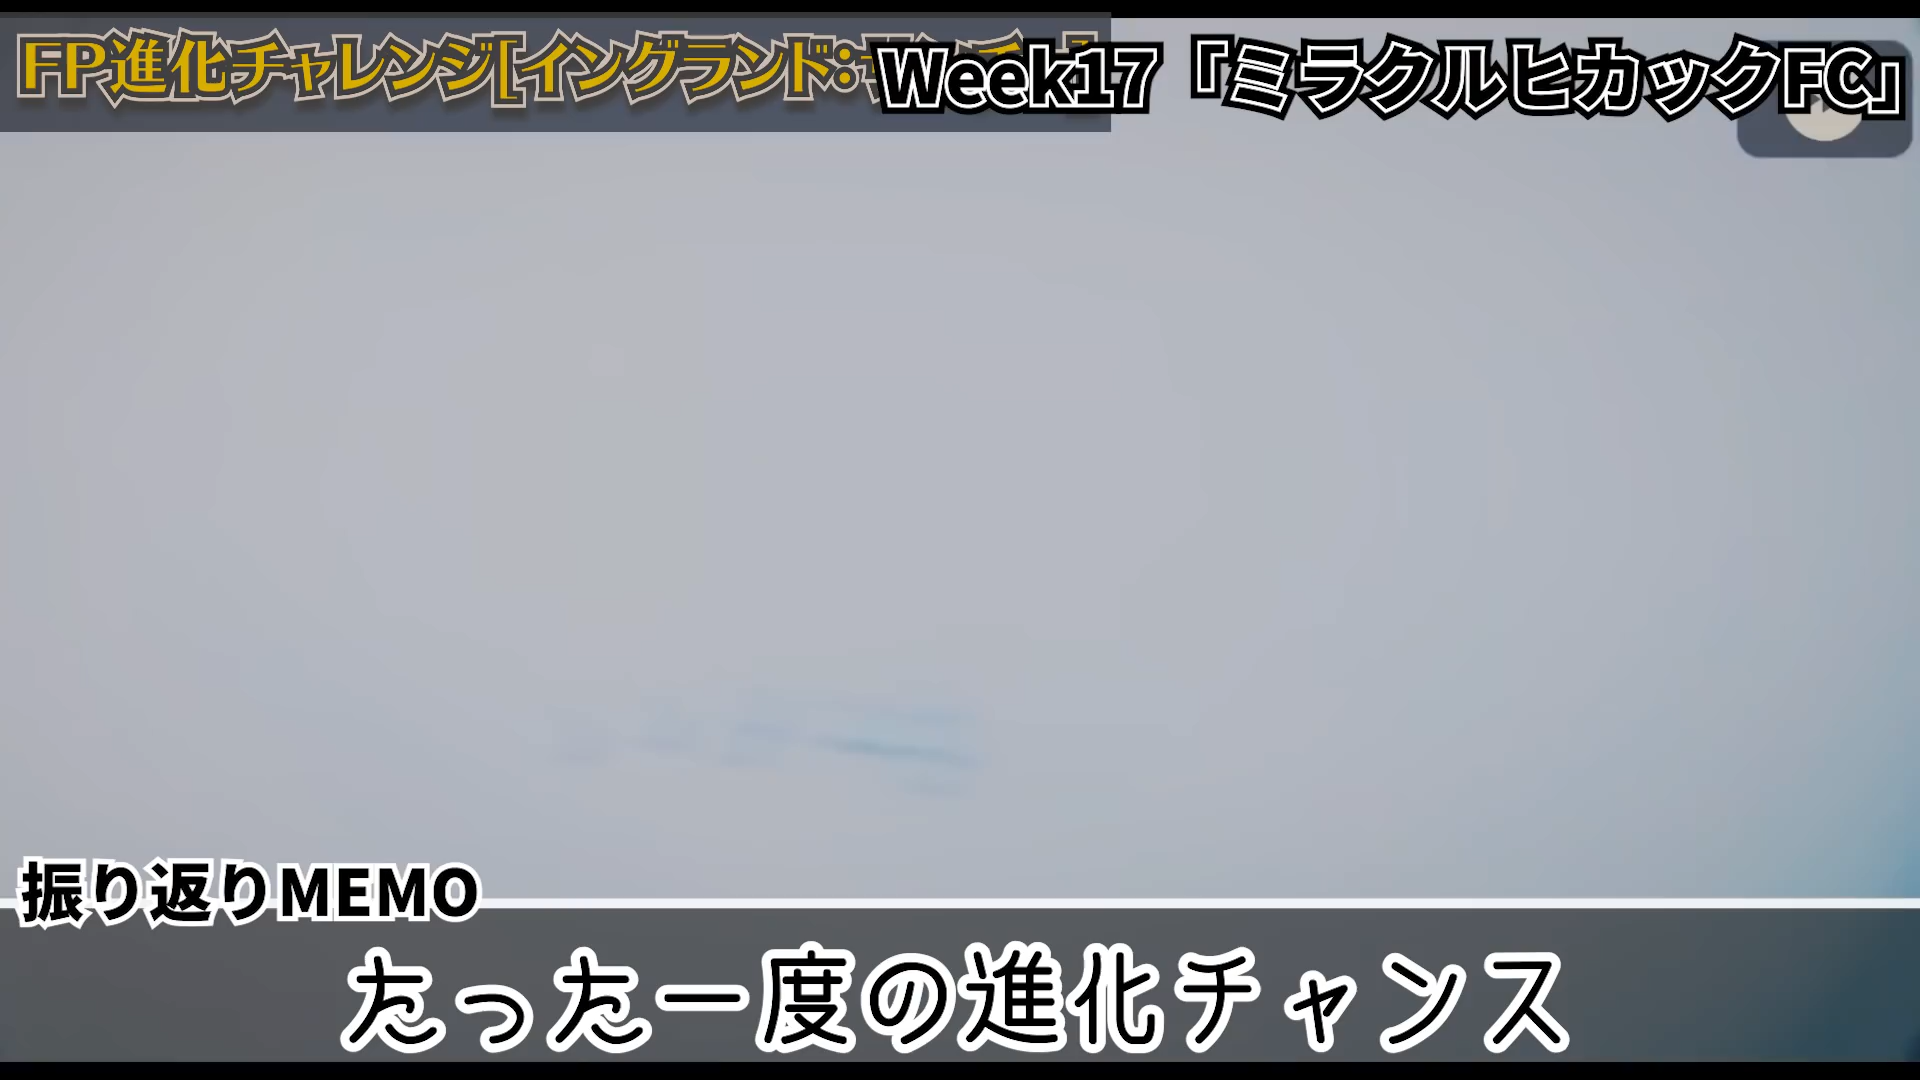 FP進化チャレンジ[イングランド:
Week17「ミラクルヒカックFC」
振り返りMEMO
たった一度の進化チャンス